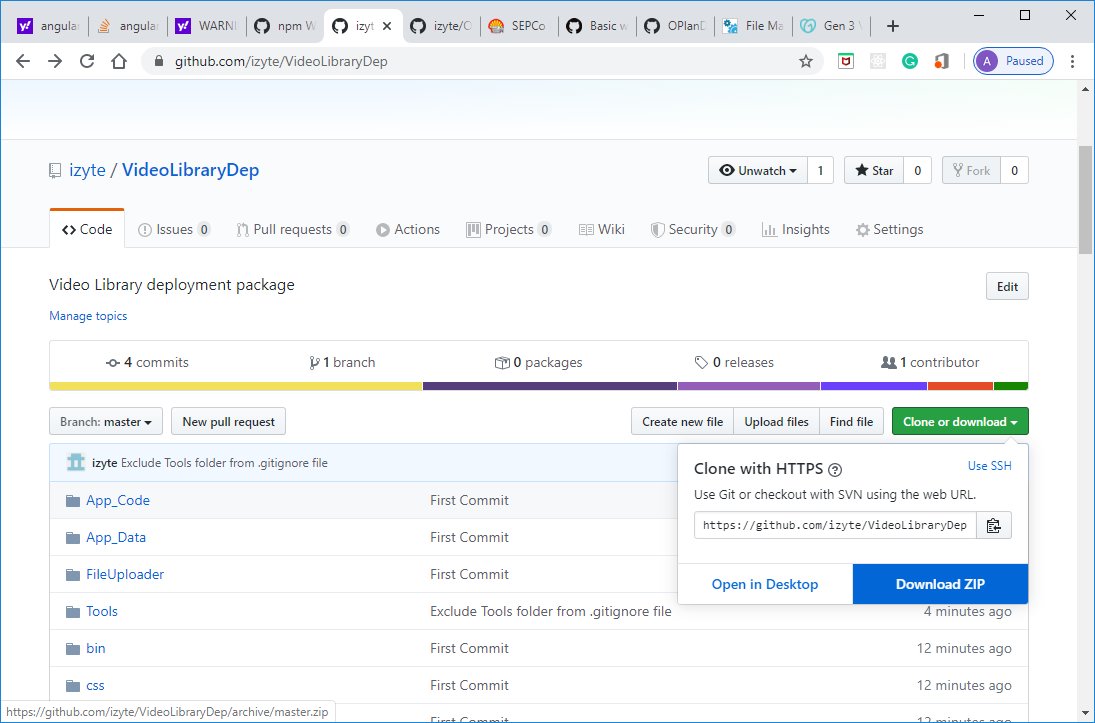 angular
angular
WARNI
npm W
izyt
izyte/O
SEPCo
Basic w
OPlanD
File Ma
Gen 3 V
github.com/izyte/VideoLibraryDep
A Paused
izyte / VideoLibraryDep
Unwatch 1 Star 0 Fork 0
Code Issues 0 Pull requests 0 Actions Projects 0 Wiki Security 0 Insights Settings
Video Library deployment package
Edit
Manage topics
4 commits 1 branch 0 packages 0 releases 1 contributor
Branch: master New pull request Create new file Upload files Find file Clone or download
izyte Exclude Tools folder from .gitignore file
App_Code First Commit
App_Data First Commit
FileUploader First Commit
Tools Exclude Tools folder from .gitignore file 4 minutes ago
bin First Commit 12 minutes ago
css First Commit 12 minutes ago
Clone with HTTPS Use SSH
Use Git or checkout with SVN using the web URL.
https://github.com/izyte/VideoLibraryDep
Open in Desktop Download ZIP
https://github.com/izyte/VideoLibraryDep/archive/master.zip